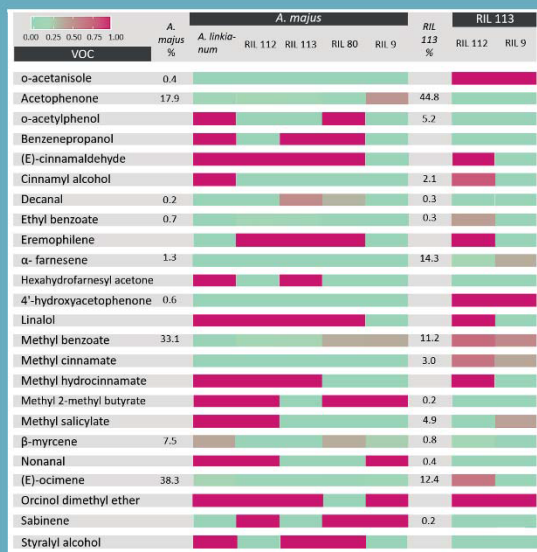 0.00 0.25 0.50 0.75 1.00
VOC
A. majus %
A. majus
A. linkianum RIL 112 RIL 113 RIL 80 RIL 9
RIL 113 %
RIL 113
RIL 112 RIL 9
o-acetanisole 0.4
Acetophenone 17.9 44.8
o-acetylphenol 5.2
Benzenepropanol
(E)-cinnamaldehyde
Cinnamyl alcohol 2.1
Decanal 0.2 0.3
Ethyl benzoate 0.7 0.3
Eremophilene
α- farnesene 1.3 14.3
Hexahydrofarnesyl acetone
4'-hydroxyacetophenone 0.6
Linalol
Methyl benzoate 33.1 11.2
Methyl cinnamate 3.0
Methyl hydrocinnamate
Methyl 2-methyl butyrate 0.2
Methyl salicylate 4.9
β-myrcene 7.5 0.8
Nonanal 0.4
(E)-ocimene 38.3 12.4
Orcinol dimethyl ether
Sabinene 0.2
Styralyl alcohol